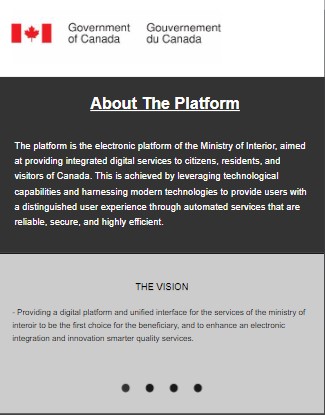 Government Gouvernement
of Canada du Canada
About The Platform
The platform is the electronic platform of the Ministry of Interior, aimed
at providing integrated digital services to citizens, residents, and
visitors of Canada. This is achieved by leveraging technological
capabilities and harnessing modern technologies to provide users with
a distinguished user experience through automated services that are
reliable, secure, and highly efficient.
THE VISION
- Providing a digital platform and unified interface for the services of the ministry of
interoir to be the first choice for the beneficiary, and to enhance an electronic
integration and innovation smarter quality services.